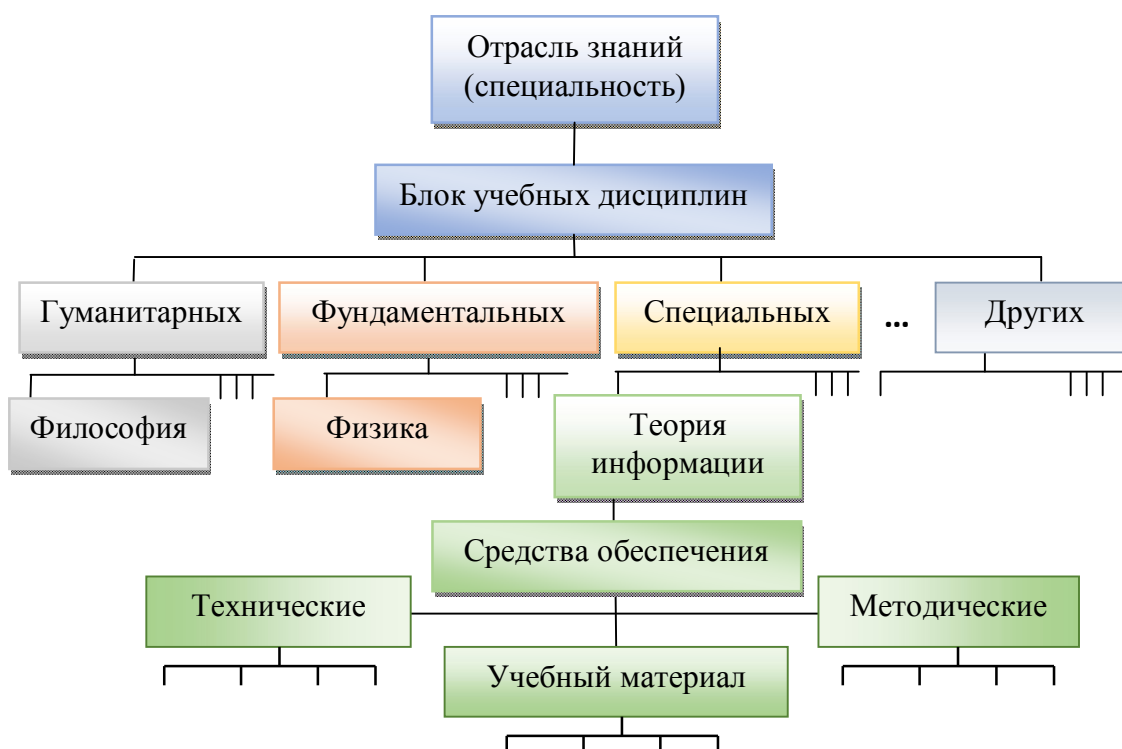 Отрасль знаний
(специальность)
Блок учебных дисциплин
Гуманитарных
Фундаментальных
Специальных
...
Других
Философия
Физика
Теория
информации
Средства обеспечения
Технические
Методические
Учебный материал